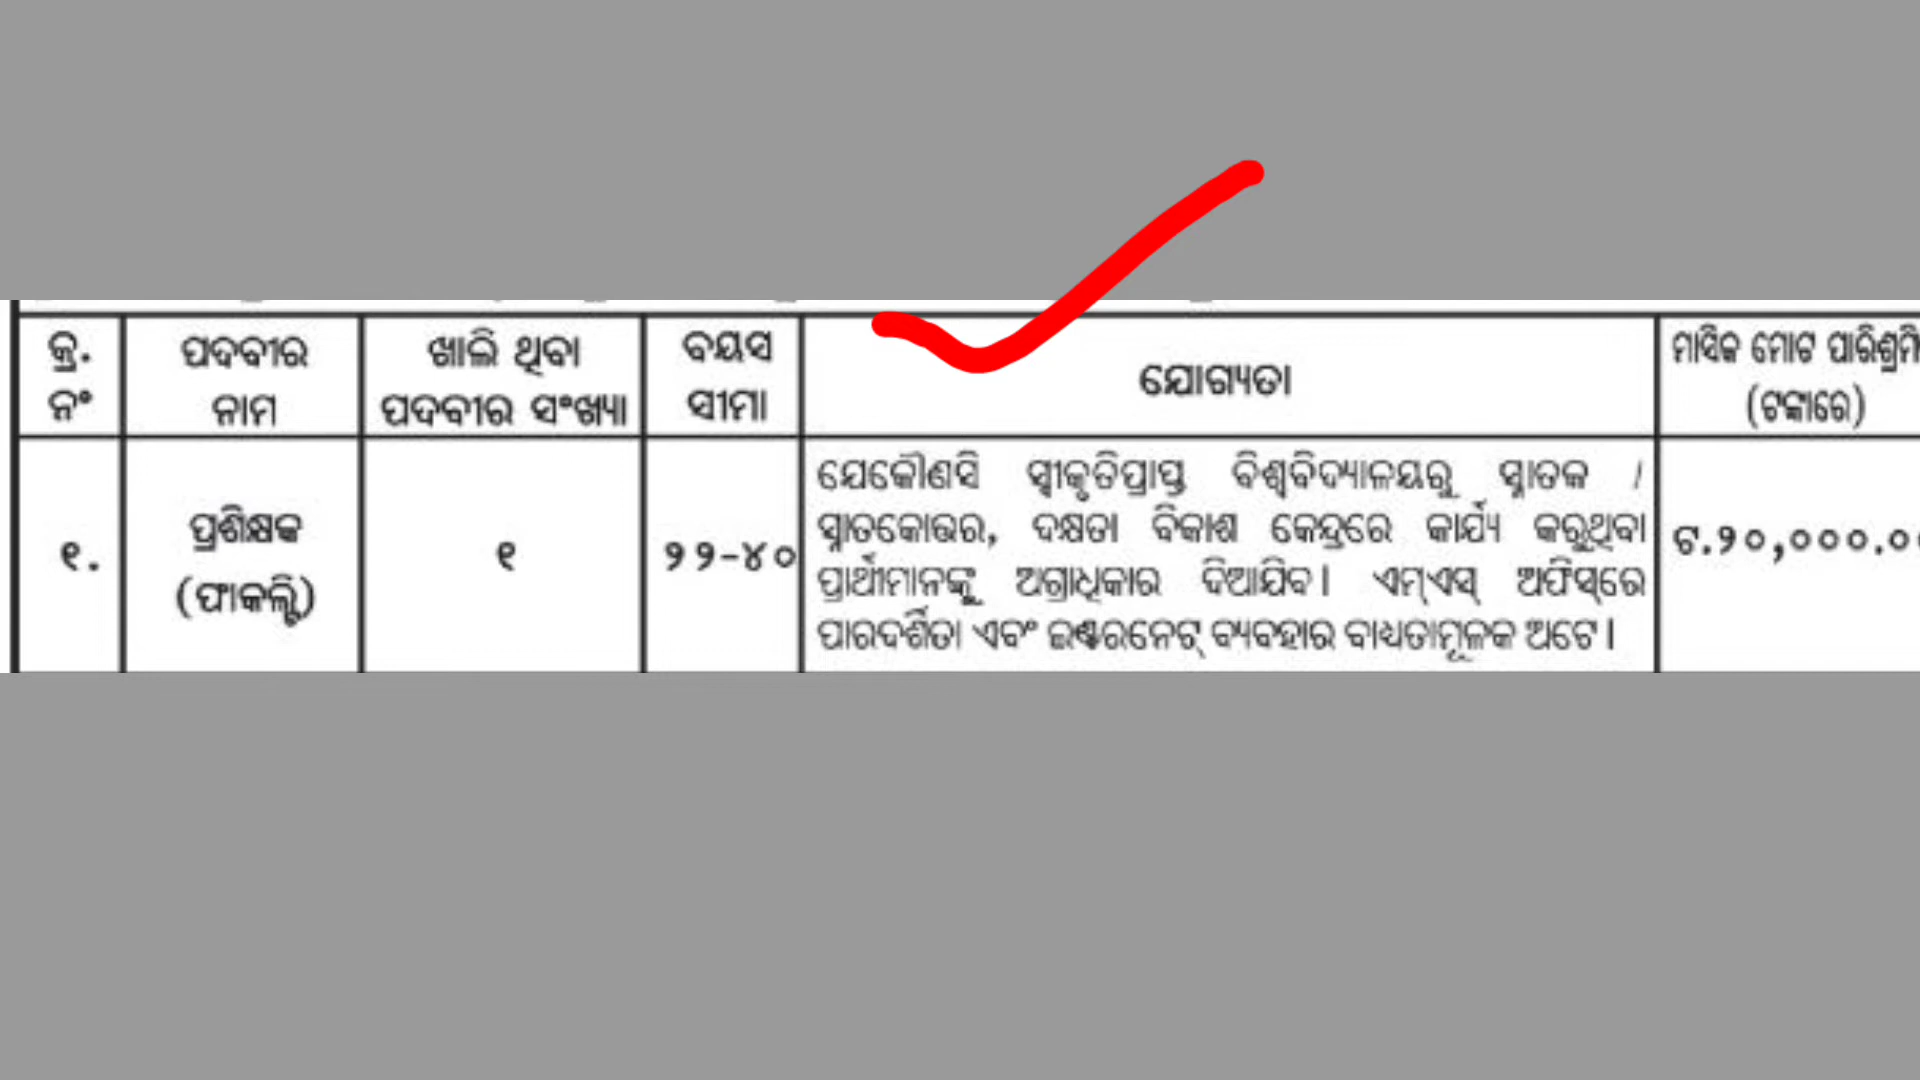 କ୍ର. ନଂ
ପଦବୀର ନାମ
ଖାଲି ଥିବା ପଦବୀର ସଂଖ୍ୟା
ବୟସ ସୀମା
ଯୋଗ୍ୟତା
ମାସିକ ମୋଟ (ଟଙ୍କାରେ)
୧.
ପ୍ରଶିକ୍ଷକ
(ଫାକଲ୍ଟି)
୧
୨୨-୪୦
ଯେକୌଣସି ସ୍ୱୀକୃତିପ୍ରାପ୍ତ ବିଶ୍ୱବିଦ୍ୟାଳୟରୁ ସ୍ନାତକ /
ସ୍ନାତକୋତ୍ତର, ଦକ୍ଷତା ବିକାଶ କେନ୍ଦ୍ରରେ କାର୍ଯ୍ୟ କରୁଥିବା
ପ୍ରାର୍ଥୀମାନଙ୍କୁ ଅଗ୍ରାଧିକାର ଦିଆଯିବ। ଏମ୍ଏସ୍ ଅଫିସ୍‌ରେ
ପାରଦର୍ଶିତା ଏବଂ ଇଣ୍ଟରନେଟ୍ ବ୍ୟବହାର ବାଧ୍ୟତାମୂଳକ ଅଟେ।
ଟ.୨୦,୦୦୦.୦